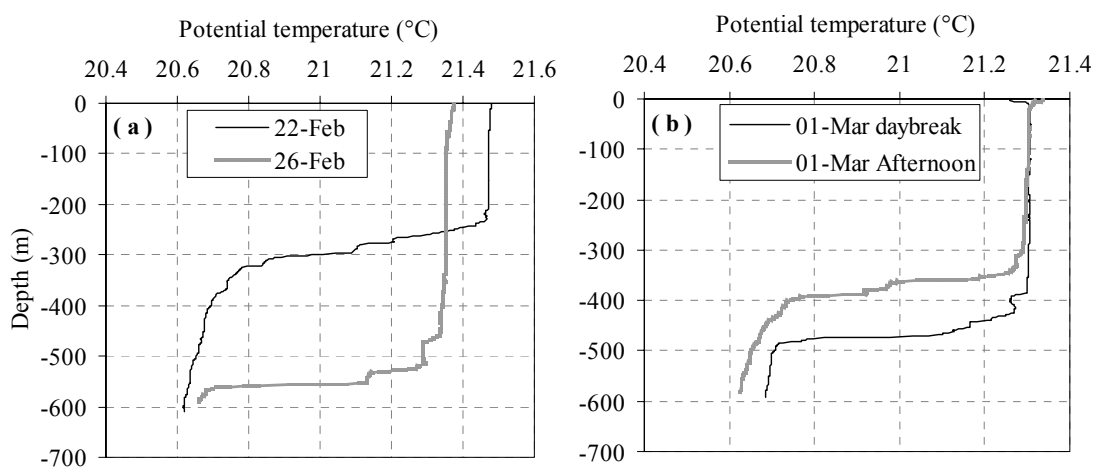 Potential temperature (°C)
20.4 20.6 20.8 21 21.2 21.4 21.6
0
-100
-200
-300
-400
-500
-600
-700
Depth (m)
( a )
22-Feb
26-Feb
Potential temperature (°C)
20.4 20.6 20.8 21 21.2 21.4
0
-100
-200
-300
-400
-500
-600
-700
( b )
01-Mar daybreak
01-Mar Afternoon